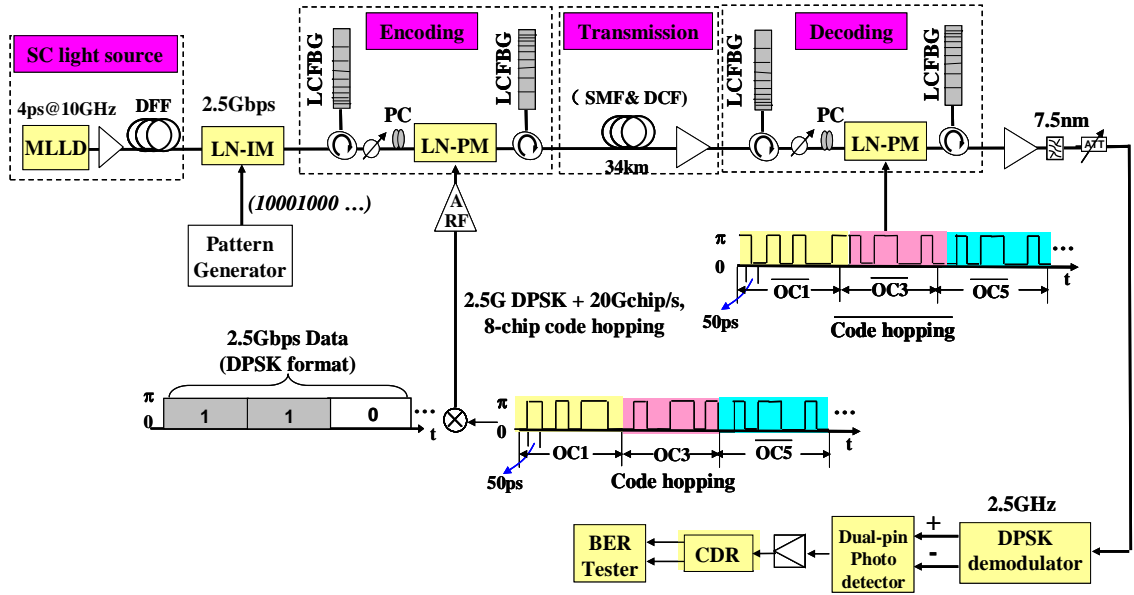 SC light source
4ps@10GHz
DFF
MLLD
2.5Gbps
LN-IM
(10001000 …)
Pattern
Generator
Encoding
LCFBG
PC
LN-PM
LCFBG
A
RF
Transmission
( SMF& DCF)
34km
Decoding
LCFBG
PC
LN-PM
LCFBG
7.5nm
ATT
π
0
...
t
OC1
OC3
OC5
50ps
Code hopping
2.5G DPSK + 20Gchip/s,
8-chip code hopping
2.5Gbps Data
(DPSK format)
π
0
1
1
0
...
t
π
0
...
t
OC1
OC3
OC5
50ps
Code hopping
2.5GHz
DPSK
demodulator
+
-
Dual-pin
Photo
detector
CDR
BER
Tester